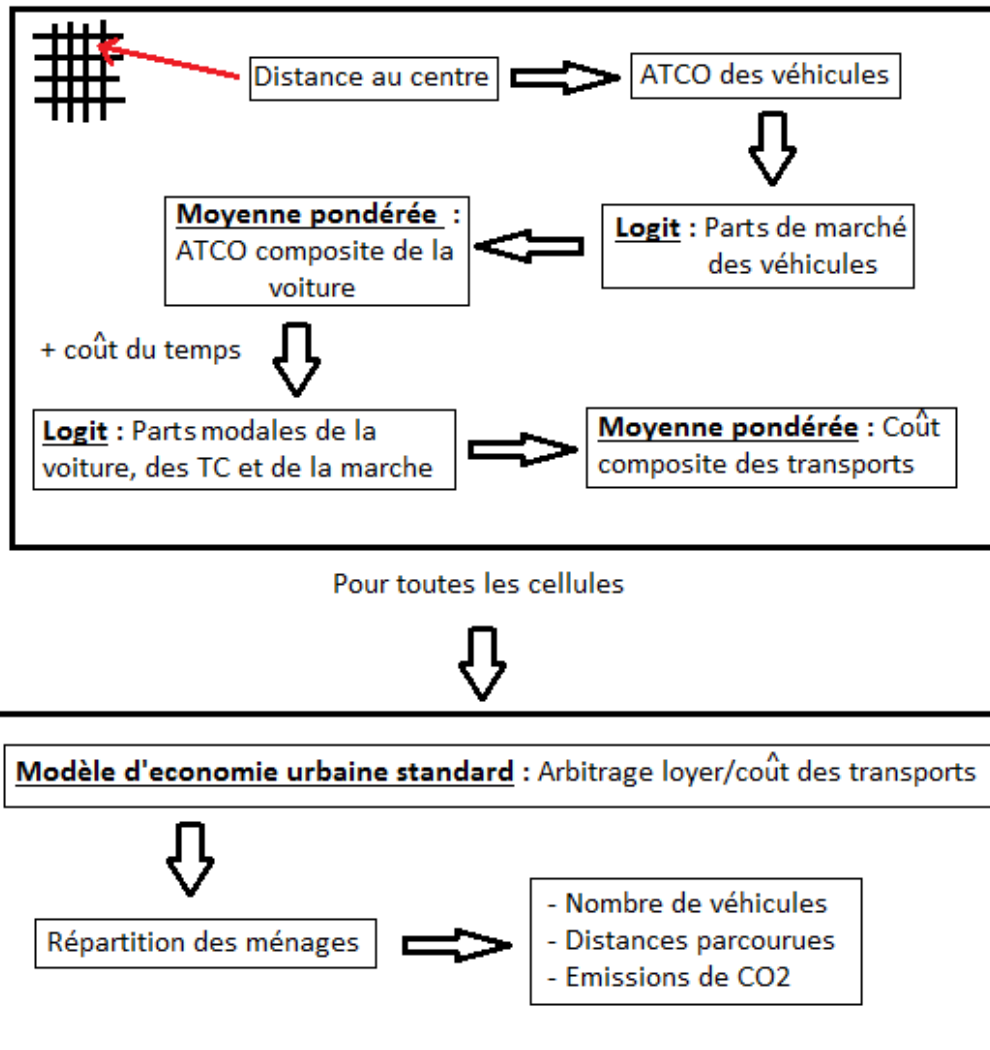 Distance au centre
ATCO des véhicules
Logit : Parts de marché
des véhicules
Moyenne pondérée :
ATCO composite de la
voiture
+ coût du temps
Logit : Parts modales de la
voiture, des TC et de la marche
Moyenne pondérée : Coût
composite des transports
Pour toutes les cellules
Modèle d'economie urbaine standard : Arbitrage loyer/coût des transports
Répartition des ménages
- Nombre de véhicules
- Distances parcourues
- Emissions de CO2